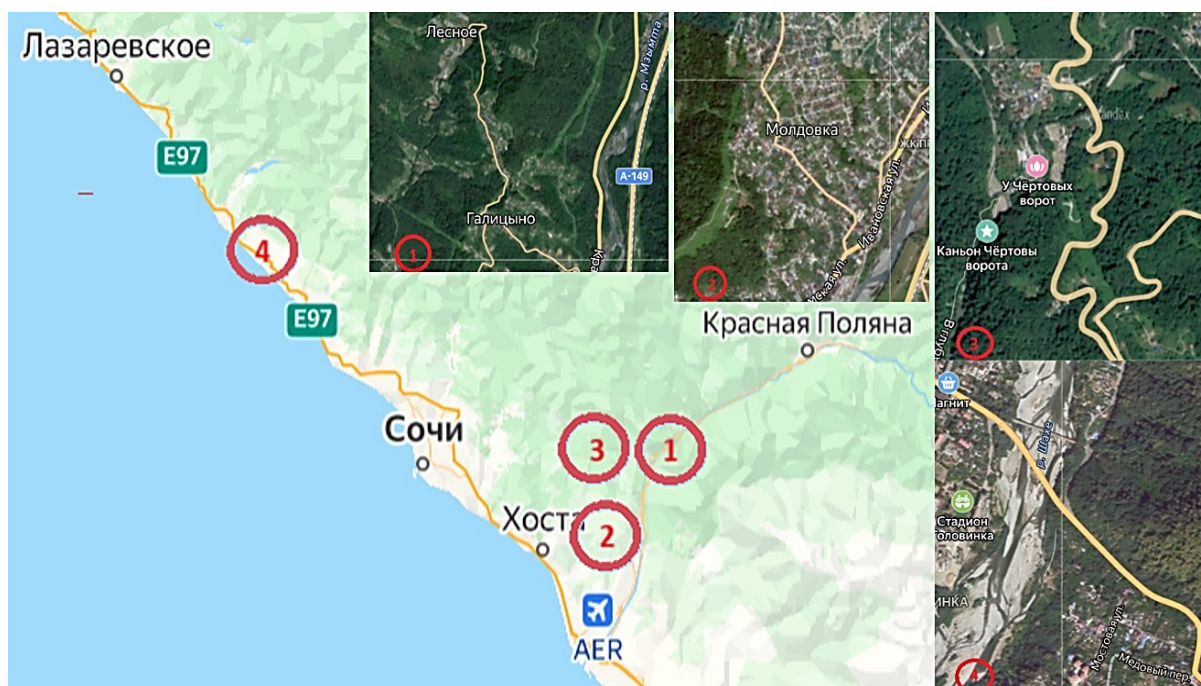 Лазаревское
E97
4
E97
Сочи
Хоста
AER
Красная Поляна
3
1
2
Лесное
р. Мзымта
А-149
Галицыно
1
Молдовка
Ивановская ул.
2
У Чёртовых
ворот
Каньон Чёртовы
ворота
3
р. Шахе
Стадион
Мостовая ул.
Медовый пер.
4